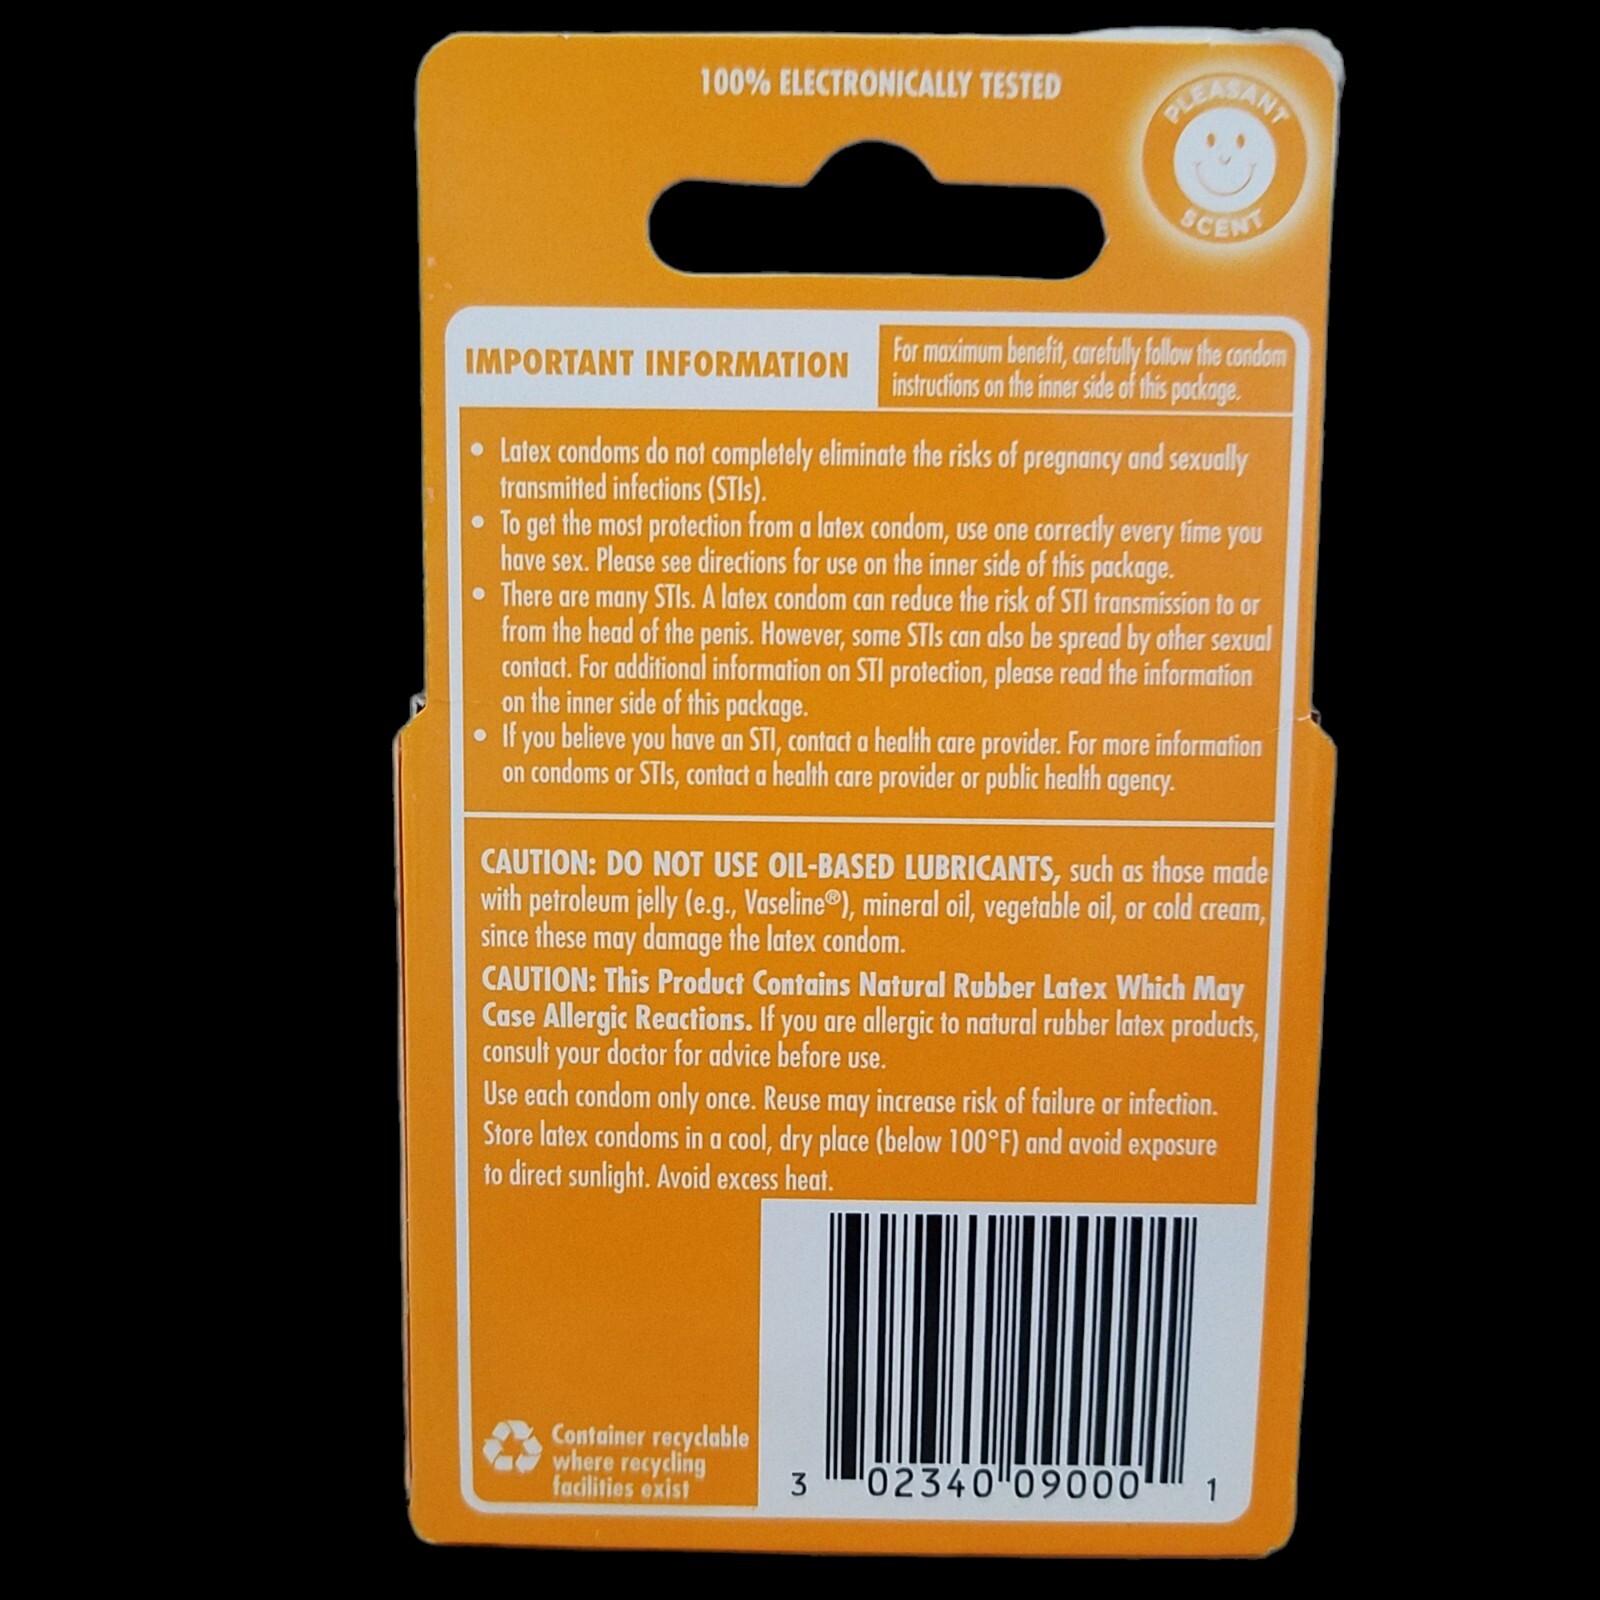 100% ELECTRONICALLY TESTED
PLEASANT
SCENT
IMPORTANT INFORMATION
For maximum benefit, carefully follow the condom
instructions on the inner side of this package.
• Latex condoms do not completely eliminate the risks of pregnancy and sexually
transmitted infections (STIs).
• To get the most protection from a latex condom, use one correctly every time you
have sex. Please see directions for use on the inner side of this package.
• There are many STIs. A latex condom can reduce the risk of STI transmission to or
from the head of the penis. However, some STIs can also be spread by other sexual
contact. For additional information on STI protection, please read the information
on the inner side of this package.
• If you believe you have an STI, contact a health care provider. For more information
on condoms or STIs, contact a health care provider or public health agency.
CAUTION: DO NOT USE OIL-BASED LUBRICANTS, such as those made
with petroleum jelly (e.g., Vaseline®), mineral oil, vegetable oil, or cold cream,
since these may damage the latex condom.
CAUTION: This Product Contains Natural Rubber Latex Which May
Case Allergic Reactions. If you are allergic to natural rubber latex products,
consult your doctor for advice before use.
Use each condom only once. Reuse may increase risk of failure or infection.
Store latex condoms in a cool, dry place (below 100°F) and avoid exposure
to direct sunlight. Avoid excess heat.
Container recyclable
where recycling
facilities exist
3 02340 09000 1